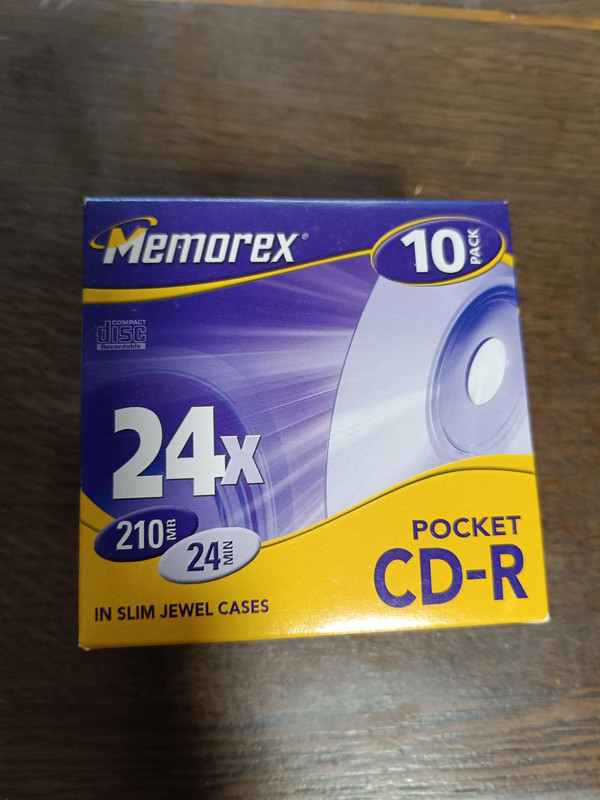 Memorex®
10 PACK
COMPACT
disc
Recordable
24x
210 MB
24 MIN
POCKET
CD-R
IN SLIM JEWEL CASES